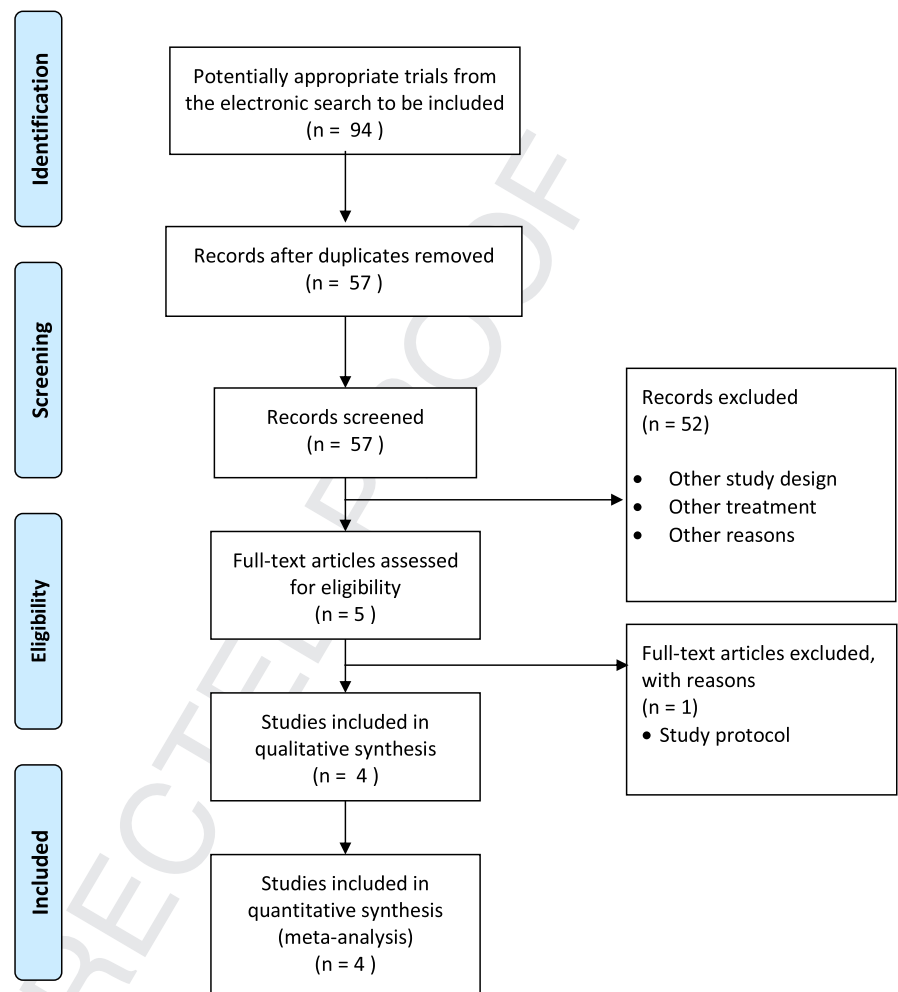 Identification
Potentially appropriate trials from
the electronic search to be included
(n = 94 )
Records after duplicates removed
(n = 57 )
Screening
Records screened
(n = 57 )
Records excluded
(n = 52)
• Other study design
• Other treatment
• Other reasons
Eligibility
Full-text articles assessed
for eligibility
(n = 5 )
Full-text articles excluded,
with reasons
(n = 1)
• Study protocol
Studies included in
qualitative synthesis
(n = 4 )
Included
Studies included in
quantitative synthesis
(meta-analysis)
(n = 4 )
RECTED PROOF